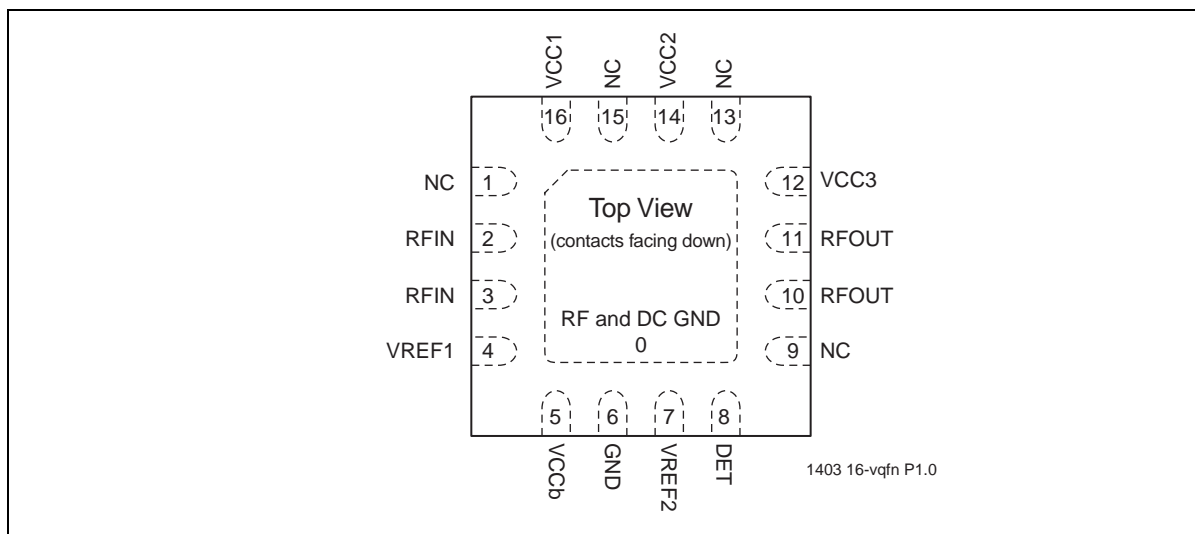 VCC1
NC
VCC2
NC
16
15
14
13
NC
1
12
VCC3
Top View
RFIN
2
(contacts facing down)
11
RFOUT
RFIN
3
10
RFOUT
RF and DC GND
VREF1
4
0
9
NC
5
6
7
8
VCCb
GND
VREF2
DET
1403 16-vqfn P1.0